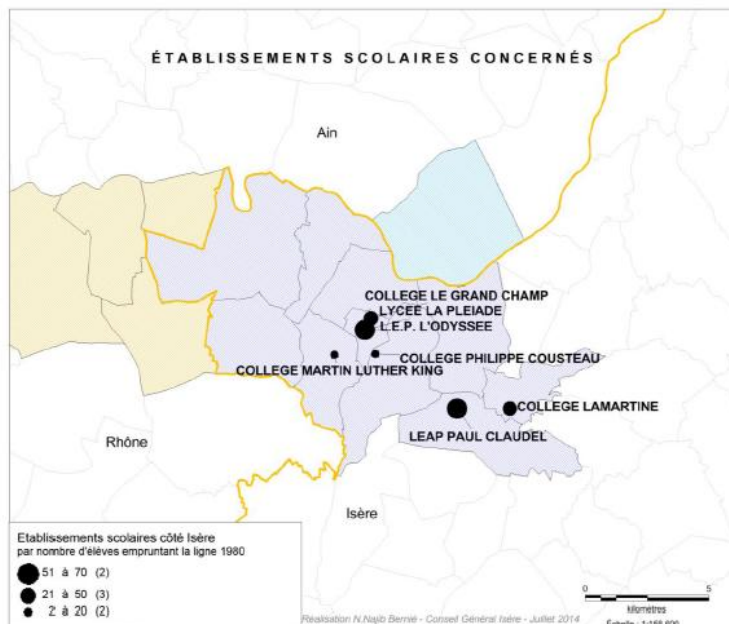 ÉTABLISSEMENTS SCOLAIRES CONCERNÉS
Ain
COLLEGE LE GRAND CHAMP
LYCEE LA PLEIADE
L.E.P. L'ODYSSEE
COLLEGE PHILIPPE COUSTEAU
COLLEGE MARTIN LUTHER KING
COLLEGE LAMARTINE
LEAP PAUL CLAUDEL
Rhône
Isère
Etablissements scolaires côté Isère
par nonnbre d'élèves empruntant la ligne 1980
51 à 70 (2)
21 à 50 (3)
2 à 20 (2)
0 5
kilomètres
Réalisation N.Najib Bernié - Conseil Général Isère - Juillet 2014